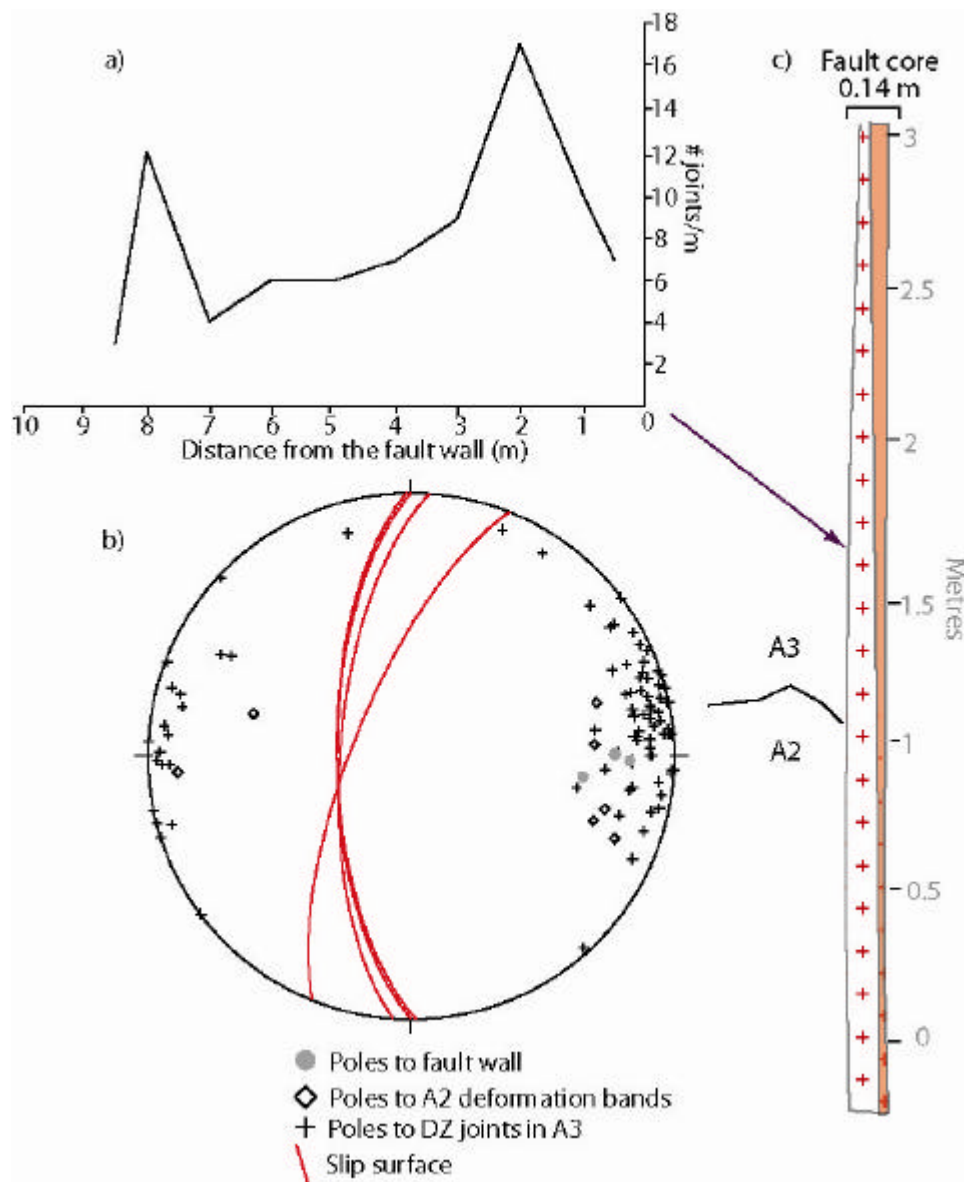 a)
18
16
14
12
10
8
6
4
2
# joints/m
10 9 8 7 6 5 4 3 2 1 0
Distance from the fault wall (m)
b)
Poles to fault wall
Poles to A2 deformation bands
Poles to DZ joints in A3
Slip surface
c)
Fault core
0.14 m
3
2.5
2
1.5
1
0.5
0
Metres
A3
A2